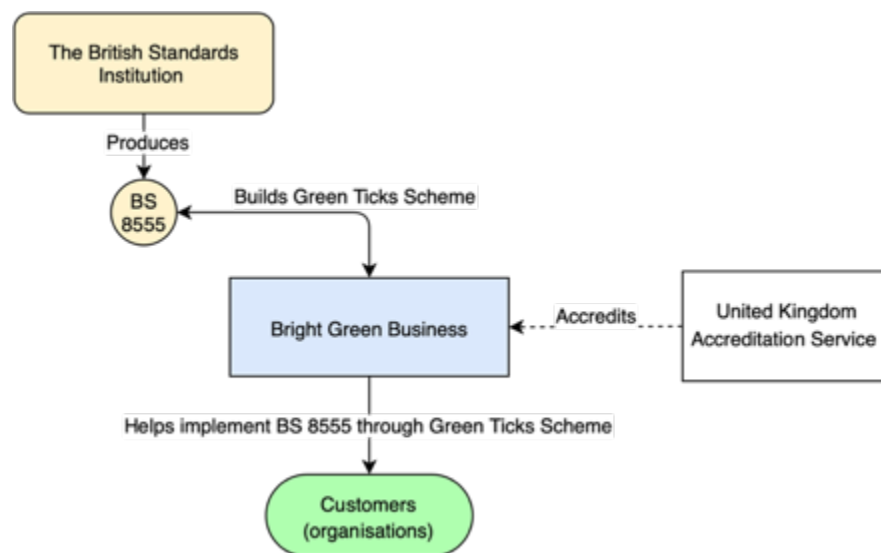 The British Standards
Institution
Produces
BS
8555
Builds Green Ticks Scheme
Bright Green Business
Accredits
United Kingdom
Accreditation Service
Helps implement BS 8555 through Green Ticks Scheme
Customers
(organisations)